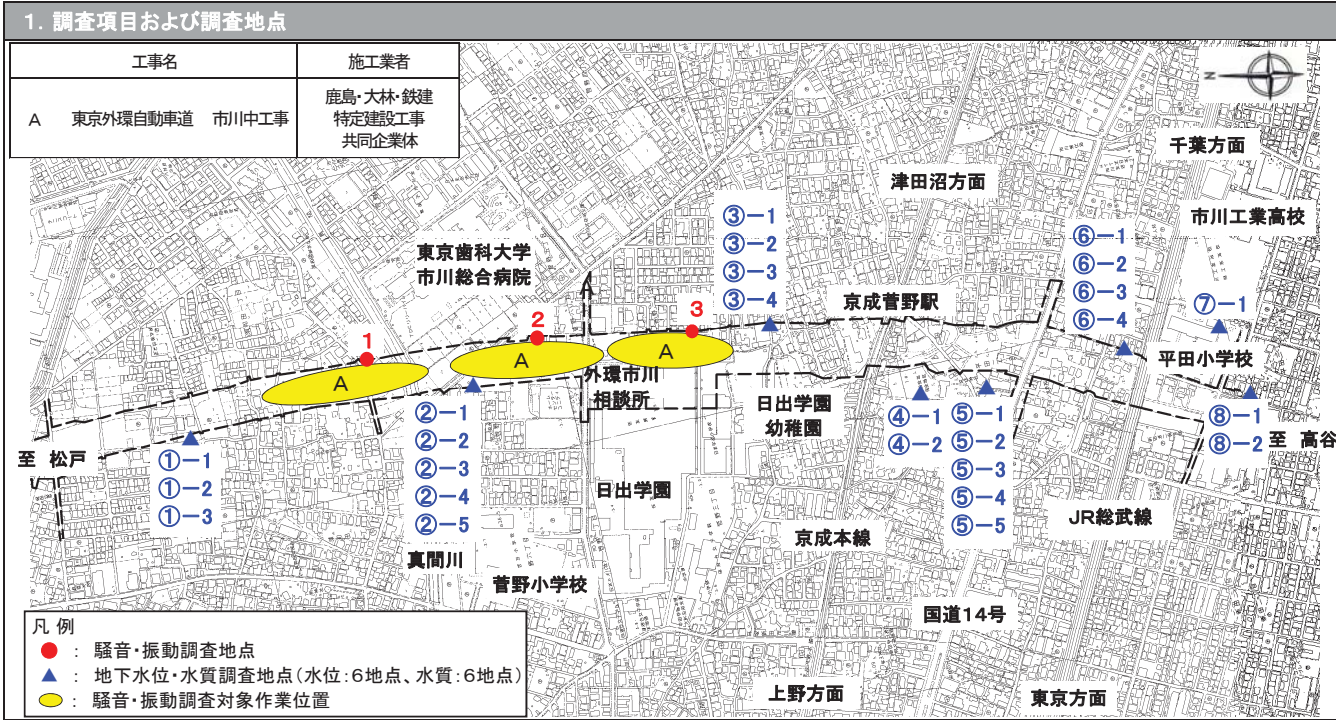 1. 調査項目および調査地点
工事名
施工業者
A 東京外環自動車道 市川中工事
鹿島・大林・鉄建
特定建設工事
共同企業体
N
千葉方面
津田沼方面
市川工業高校
東京歯科大学
市川総合病院
③－1
③－2
③－3
③－4
京成菅野駅
⑥－1
⑥－2
⑥－3
⑥－4
⑦－1
平田小学校
1
2
3
A
A
A
外環市川
相談所
日出学園
幼稚園
至 松戸
①－1
①－2
①－3
②－1
②－2
②－3
②－4
②－5
④－1
④－2
⑤－1
⑤－2
⑤－3
⑤－4
⑤－5
⑧－1
⑧－2
至 高谷
日出学園
JR総武線
京成本線
真間川
菅野小学校
国道14号
上野方面
東京方面
凡 例
： 騒音・振動調査地点
： 地下水位・水質調査地点(水位：6地点、水質：6地点)
： 騒音・振動調査対象作業位置